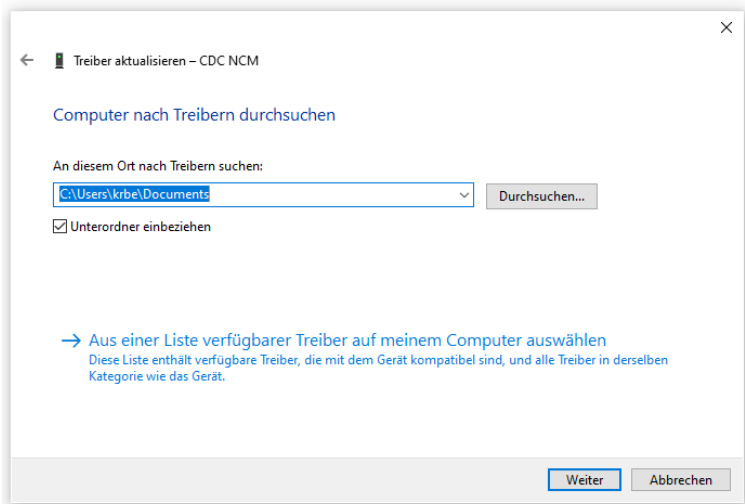 Treiber aktualisieren – CDC NCM
Computer nach Treibern durchsuchen
An diesem Ort nach Treibern suchen:
C:\Users\krbe\Documents
Durchsuchen...
Unterordner einbeziehen
Aus einer Liste verfügbarer Treiber auf meinem Computer auswählen
Diese Liste enthält verfügbare Treiber, die mit dem Gerät kompatibel sind, und alle Treiber in derselben
Kategorie wie das Gerät.
Weiter
Abbrechen